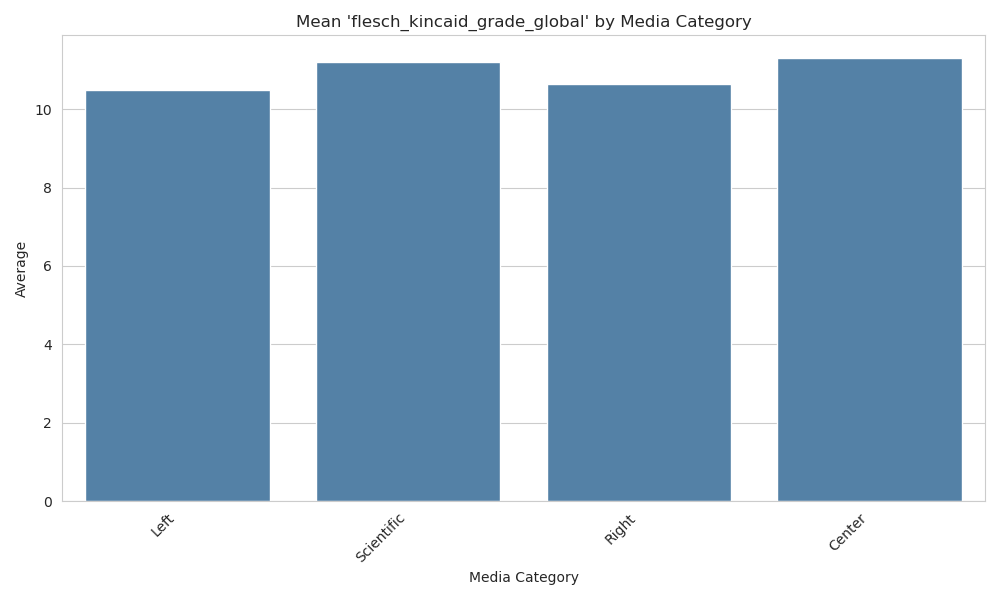 Mean 'flesch_kincaid_grade_global' by Media Category
Average
10
8
6
4
2
0
Left
Scientific
Right
Center
Media Category